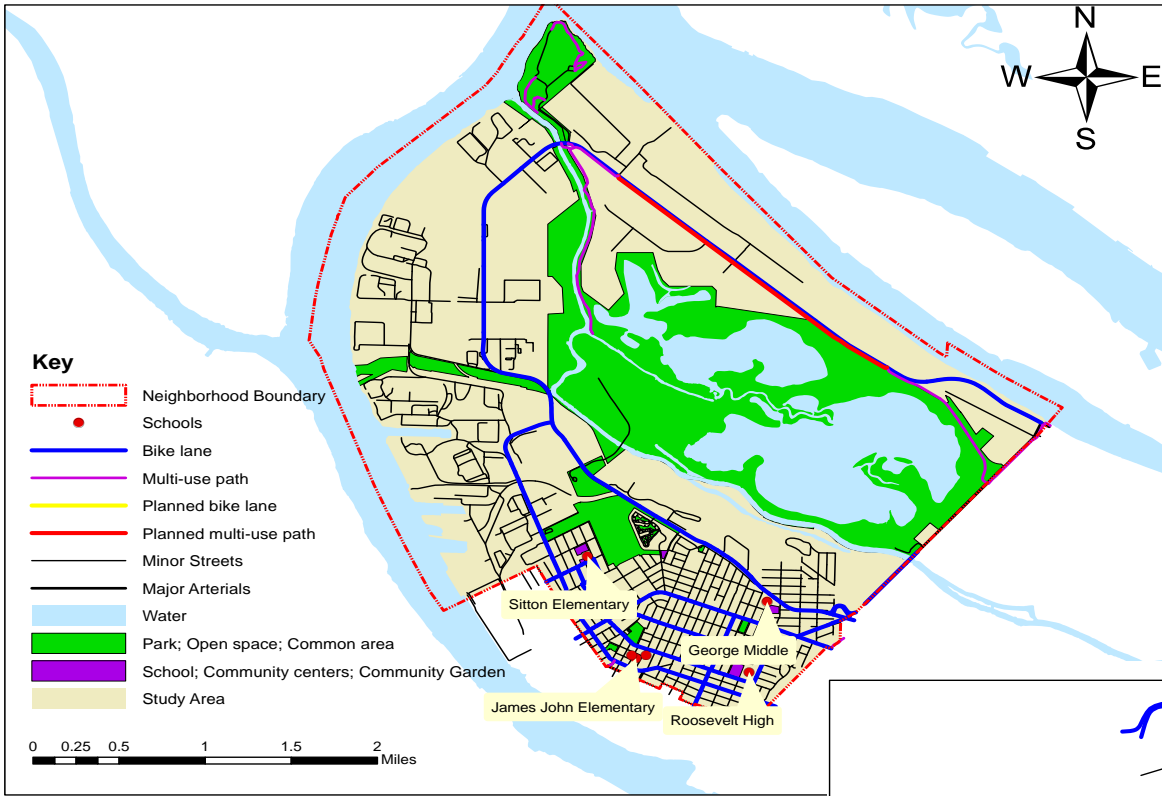 N
W E
S
Key
Neighborhood Boundary
Schools
Bike lane
Multi-use path
Planned bike lane
Planned multi-use path
Minor Streets
Major Arterials
Water
Park; Open space; Common area
School; Community centers; Community Garden
Study Area
0 0.25 0.5 1 1.5 2
Miles
Sitton Elementary
George Middle
James John Elementary
Roosevelt High